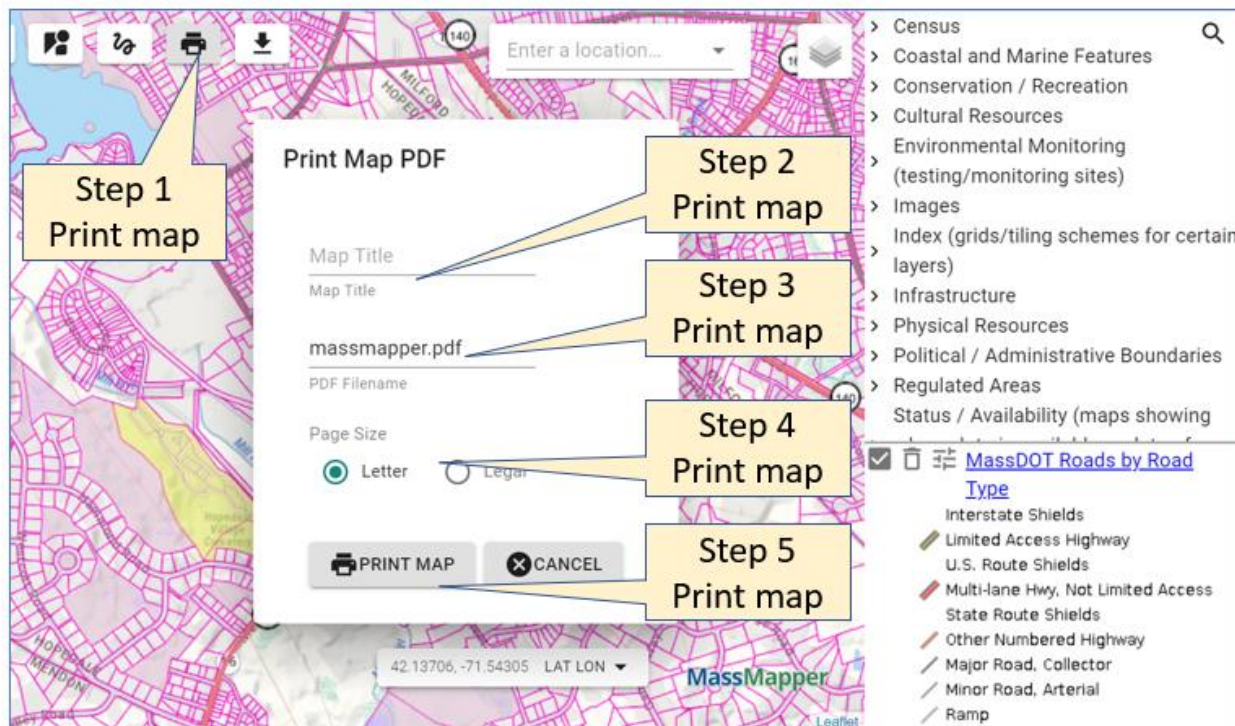 140
Enter a location...
16
MILFORD
HOPEDALE
Step 1
Print map
Print Map PDF
Map Title
Map Title
massmapper.pdf
PDF Filename
Page Size
Letter
Legal
PRINT MAP
CANCEL
Step 2
Print map
Step 3
Print map
Step 4
Print map
Step 5
Print map
140
HOPEDALE
MENDON
42.13706, -71.54305 LAT LON
MassMapper
Leaflet
Census
Coastal and Marine Features
Conservation / Recreation
Cultural Resources
Environmental Monitoring
(testing/monitoring sites)
Images
Index (grids/tiling schemes for certain
layers)
Infrastructure
Physical Resources
Political / Administrative Boundaries
Regulated Areas
Status / Availability (maps showing
MassDOT Roads by Road
Type
Interstate Shields
Limited Access Highway
U.S. Route Shields
Multi-lane Hwy, Not Limited Access
State Route Shields
Other Numbered Highway
Major Road, Collector
Minor Road, Arterial
Ramp